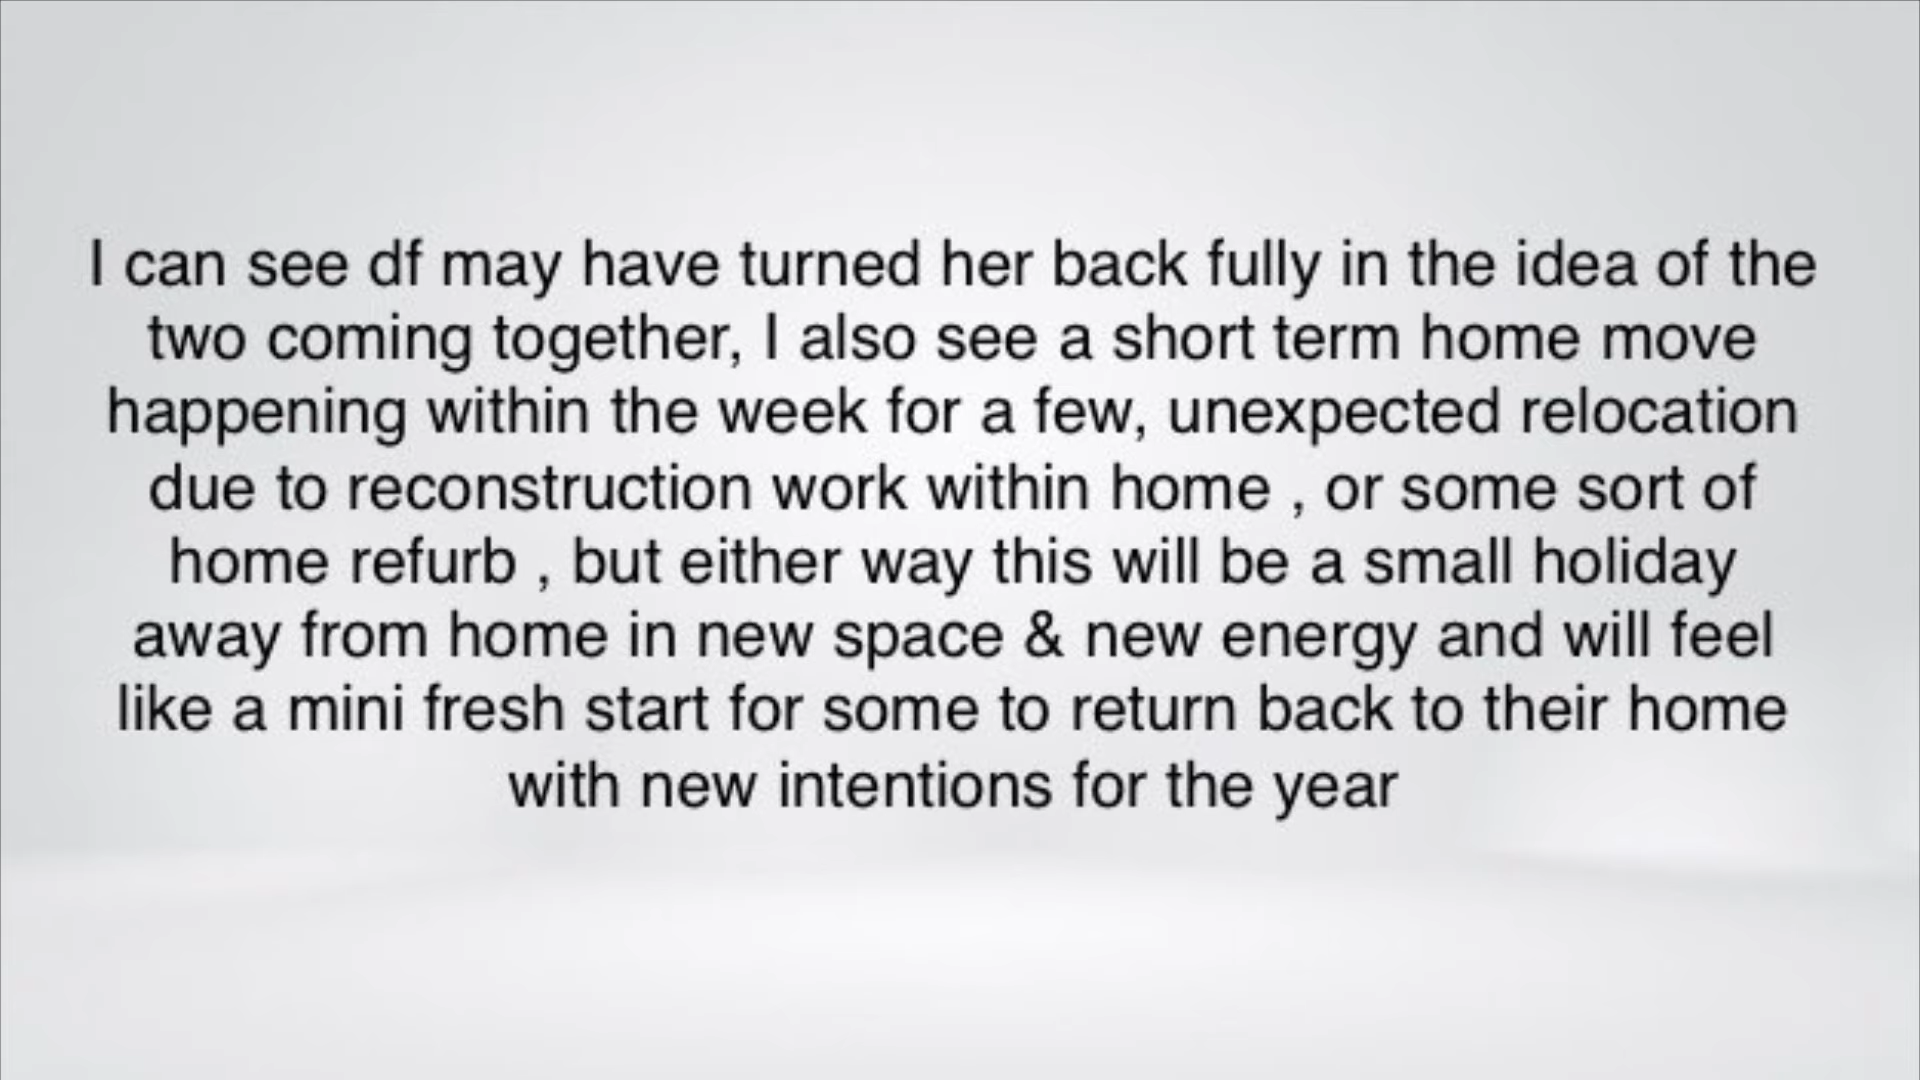 I can see df may have turned her back fully in the idea of the
two coming together, I also see a short term home move
happening within the week for a few, unexpected relocation
due to reconstruction work within home , or some sort of
home refurb , but either way this will be a small holiday
away from home in new space & new energy and will feel
like a mini fresh start for some to return back to their home
with new intentions for the year